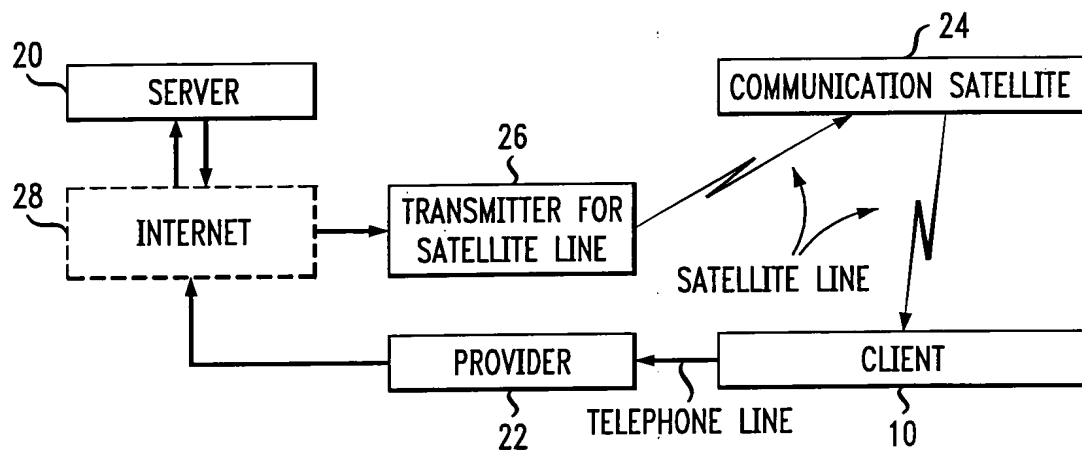 20
SERVER
24
COMMUNICATION SATELLITE
28
INTERNET
26
TRANSMITTER FOR
SATELLITE LINE
SATELLITE LINE
PROVIDER
22
TELEPHONE LINE
CLIENT
10